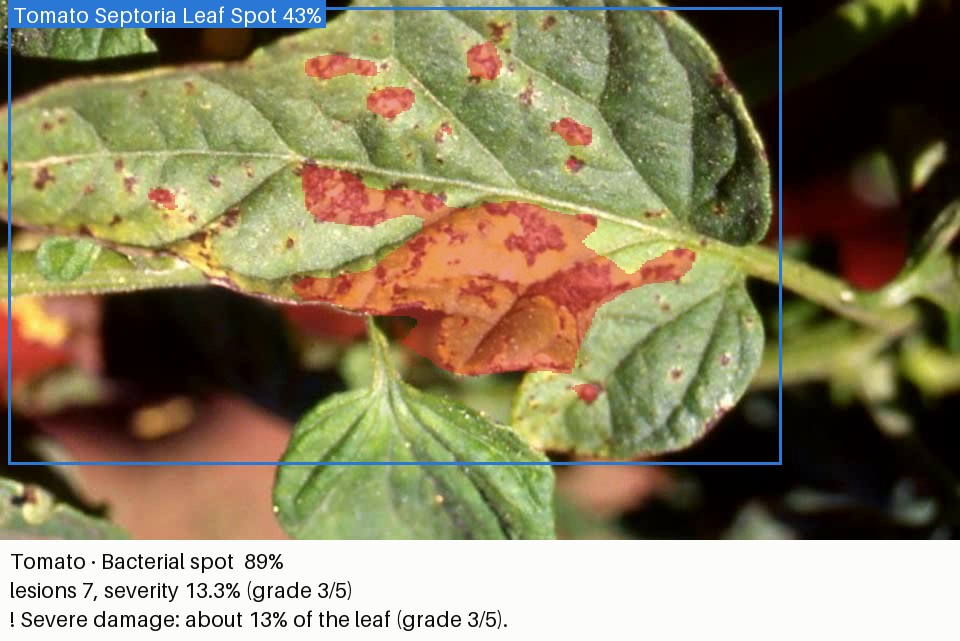 Tomato Septoria Leaf Spot 43%
Tomato · Bacterial spot 89%
lesions 7, severity 13.3% (grade 3/5)
! Severe damage: about 13% of the leaf (grade 3/5).